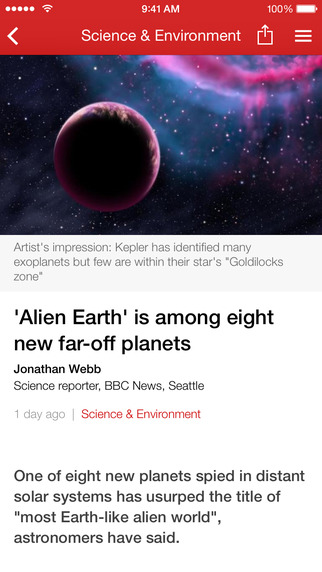 9:41 AM 100%
Science & Environment
Artist's impression: Kepler has identified many
exoplanets but few are within their star's "Goldilocks
zone"
'Alien Earth' is among eight
new far-off planets
Jonathan Webb
Science reporter, BBC News, Seattle
1 day ago | Science & Environment
One of eight new planets spied in distant
solar systems has usurped the title of
"most Earth-like alien world",
astronomers have said.